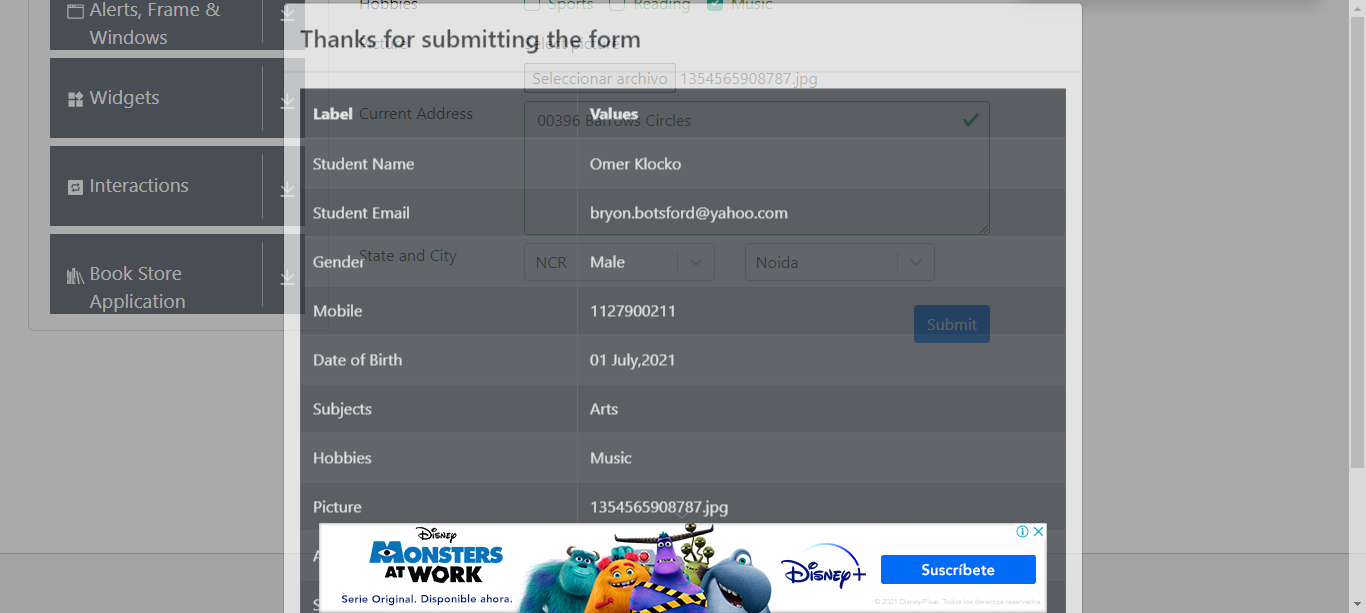 Alerts, Frame &
Windows
Widgets
Interactions
Book Store
Application
Hobbies
Sports
Reading
Music
Thanks for submitting the form
Picture
Select picture
Seleccionar archivo 1354565908787.jpg
Label
Values
Current Address
00396 Barrows Circles
Student Name
Omer Klocko
Student Email
bryon.botsford@yahoo.com
State and City
NCR
Noida
Gender
Male
Mobile
1127900211
Submit
Date of Birth
01 July,2021
Subjects
Arts
Hobbies
Music
Picture
1354565908787.jpg
A
S
Disney
MONSTERS
AT WORK
Serie Original. Disponible ahora.
Disney+
Suscríbete
© 2021 Disney/Pixar. Todos los derechos reservados